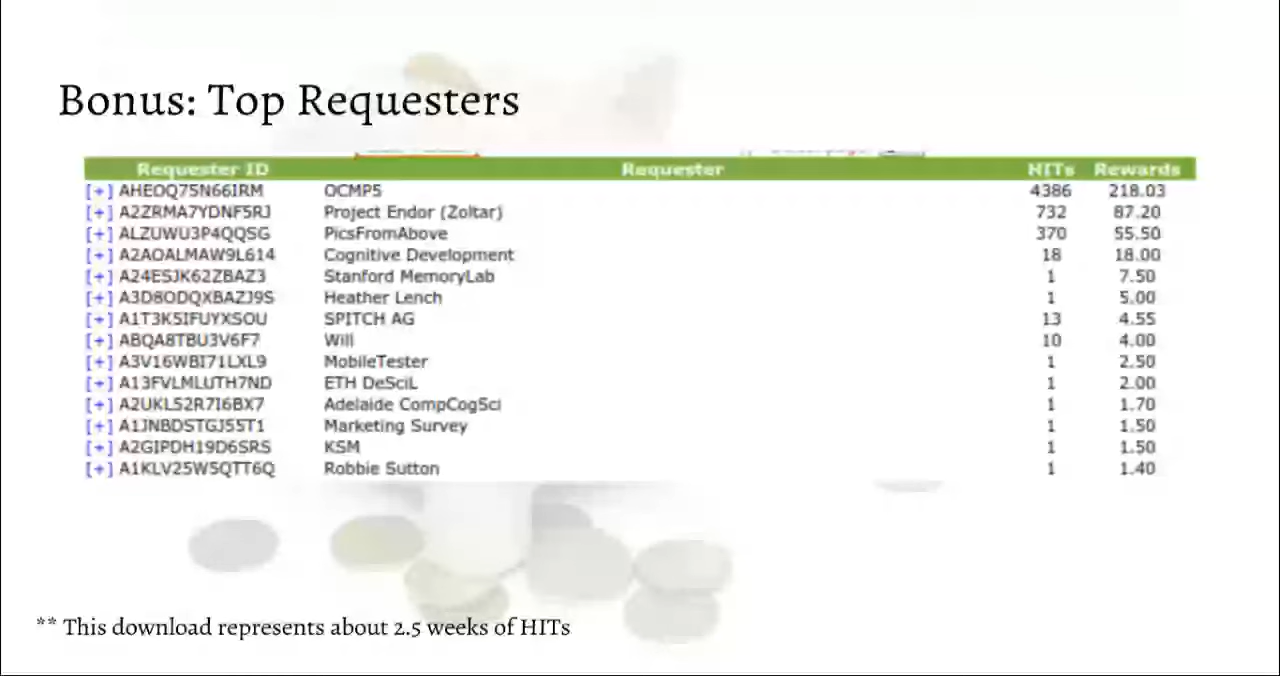 Bonus: Top Requesters
Requester ID Requester HITs Rewards
[+] AHEOQ75N66IRM OCMP5 4386 218.03
[+] A2ZRMA7YDNF5RJ Project Endor (Zoltar) 732 87.20
[+] ALZUWU3P4QQSG PicsFromAbove 370 55.50
[+] A2AOALMAW9L614 Cognitive Development 18 18.00
[+] A24ESJK62ZBAZ3 Stanford MemoryLab 1 7.50
[+] A3D8ODQXBAZJ9S Heather Lench 1 5.00
[+] A1T3K5IFUYXSOU SPITCH AG 13 4.55
[+] ABQA8TBU3V6F7 Will 10 4.00
[+] A3V16WBI71LXL9 MobileTester 1 2.50
[+] A13FVLMLUTH7ND ETH DeSciL 1 2.00
[+] A2UKL52R7I6BX7 Adelaide CompCogSci 1 1.70
[+] A1JNBDSTGJ55T1 Marketing Survey 1 1.50
[+] A2GIPDH19D6SRS KSM 1 1.50
[+] A1KLV25W5QTT6Q Robbie Sutton 1 1.40
** This download represents about 2.5 weeks of HITs